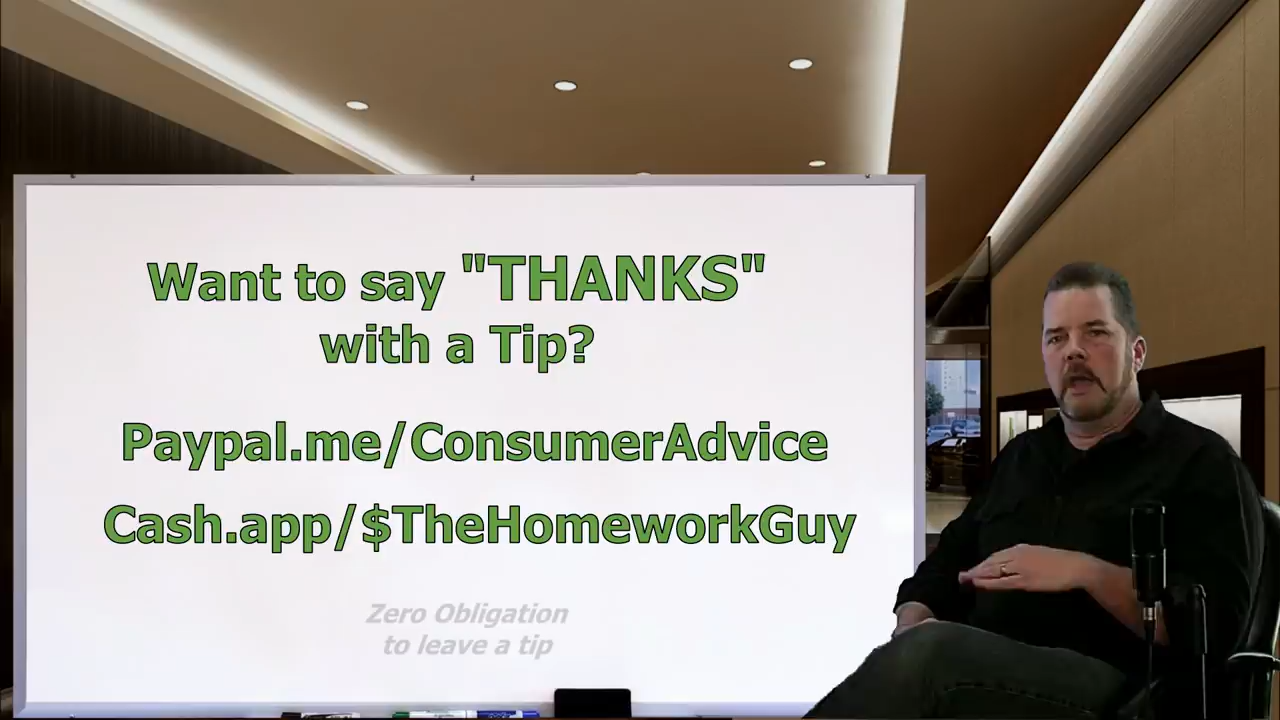 Want to say "THANKS"
with a Tip?
Paypal.me/ConsumerAdvice
Cash.app/$TheHomeworkGuy
Zero Obligation
to leave a tip